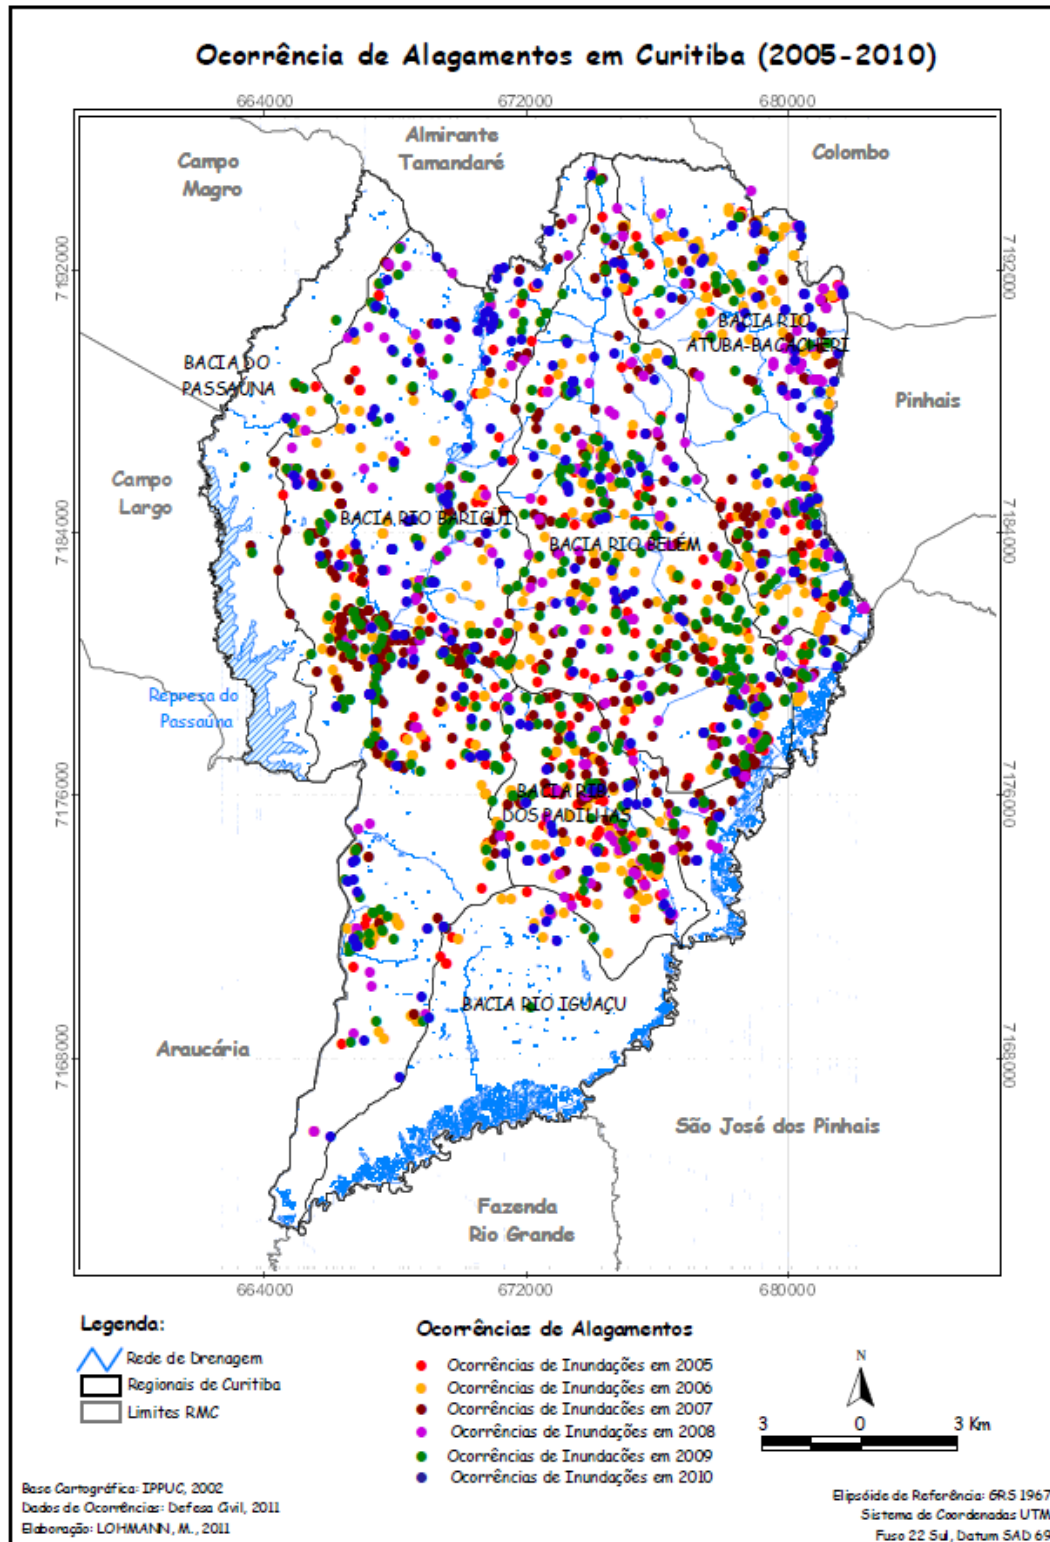 Ocorrência de Alagamentos em Curitiba (2005-2010)
664000 672000 680000
Almirante
Tamandaré
Campo
Magro
Colombo
7192000 7192000
BACIA RIO
ATUBA-BACACHERI
BACIA DO
PASSAÚNA
Pinhais
Campo
Largo
BACIA RIO BARIGUI
7184000 7184000
BACIA RIO BELÉM
Represa do
Passaúna
7176000 7176000
BACIA RIB.
DOS PADILHAS
BACIA RIO IGUAÇU
Araucária
7168000 7168000
São José dos Pinhais
Fazenda
Rio Grande
664000 672000 680000
Legenda:
Rede de Drenagem
Regionais de Curitiba
Limites RMC
Ocorrências de Alagamentos
Ocorrências de Inundações em 2005
Ocorrências de Inundações em 2006
Ocorrências de Inundações em 2007
Ocorrências de Inundações em 2008
Ocorrências de Inundações em 2009
Ocorrências de Inundações em 2010
N
3 0 3 Km
Base Cartográfica: IPPUC, 2002
Dados de Ocorrências: Defesa Civil, 2011
Elaboração: LOHMANN, M., 2011
Elipsóide de Referência: GRS 1967
Sistema de Coordenadas UTM
Fuso 22 Sul, Datum SAD 69